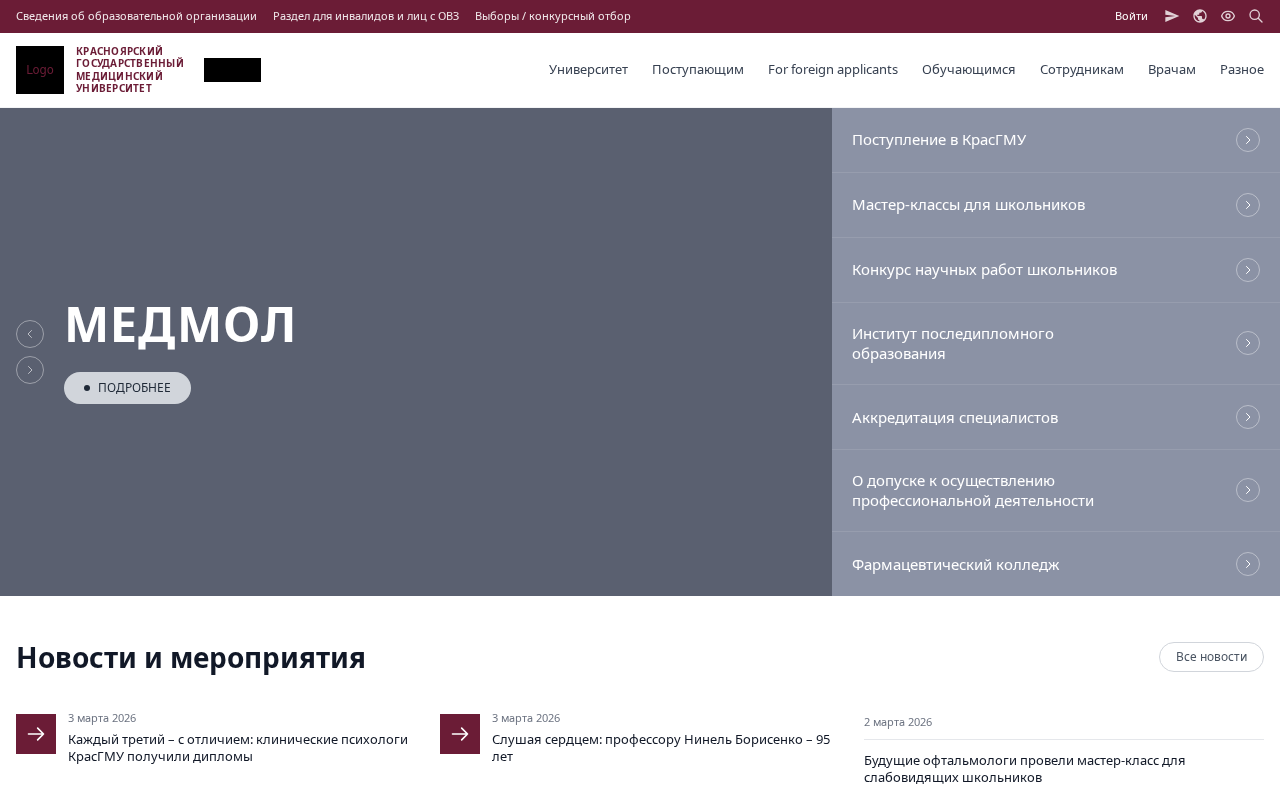 Сведения об образовательной организации
Раздел для инвалидов и лиц с ОВЗ
Выборы / конкурсный отбор
Войти
Logo
КРАСНОЯРСКИЙ
ГОСУДАРСТВЕННЫЙ
МЕДИЦИНСКИЙ
УНИВЕРСИТЕТ
Университет
Поступающим
For foreign applicants
Обучающимся
Сотрудникам
Врачам
Разное
МЕДМОЛ
ПОДРОБНЕЕ
Поступление в КрасГМУ
Мастер-классы для школьников
Конкурс научных работ школьников
Институт последипломного
образования
Аккредитация специалистов
О допуске к осуществлению
профессиональной деятельности
Фармацевтический колледж
Новости и мероприятия
Все новости
3 марта 2026
Каждый третий – с отличием: клинические психологи
КрасГМУ получили дипломы
3 марта 2026
Слушая сердцем: профессору Нинель Борисенко – 95
лет
2 марта 2026
Будущие офтальмологи провели мастер-класс для
слабовидящих школьников